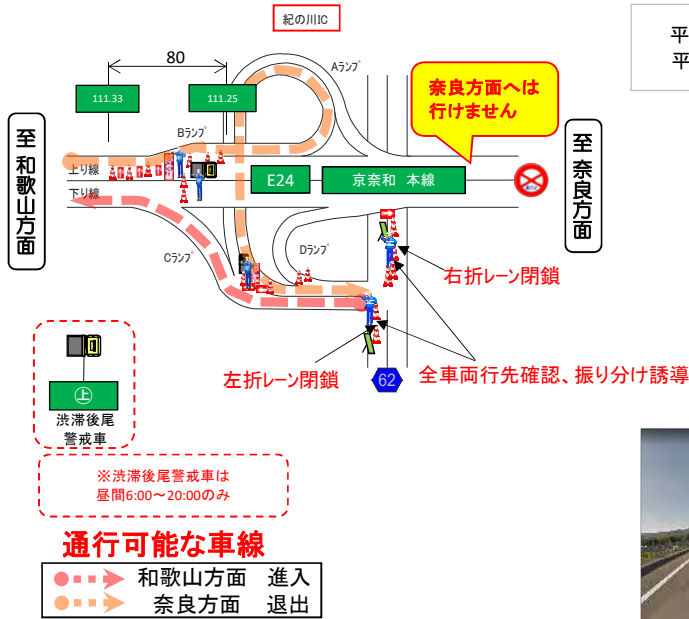 紀の川IC
平
平
80
Aランプ
111.33
111.25
奈良方面へは
行けません
Bランプ
至 和歌山方面
上り線
下り線
E24
京奈和 本線
至 奈良方面
Cランプ
Dランプ
右折レーン閉鎖
左折レーン閉鎖
62
全車両行先確認、振り分け誘導
上
渋滞後尾
警戒車
※渋滞後尾警戒車は
昼間6:00～20:00のみ
通行可能な車線
和歌山方面 進入
奈良方面 退出